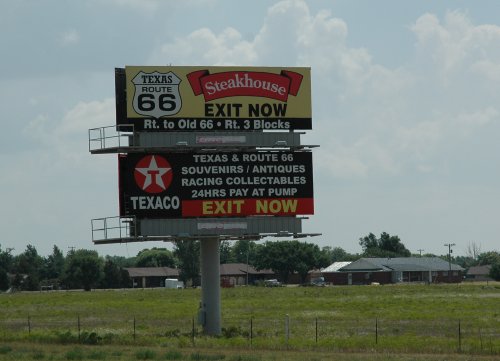 TEXAS
ROUTE
66
Steakhouse
EXIT NOW
Rt. to Old 66 • Rt. 3 Blocks
T
TEXACO
TEXAS & ROUTE 66
SOUVENIRS / ANTIQUES
RACING COLLECTABLES
24HRS PAY AT PUMP
EXIT NOW